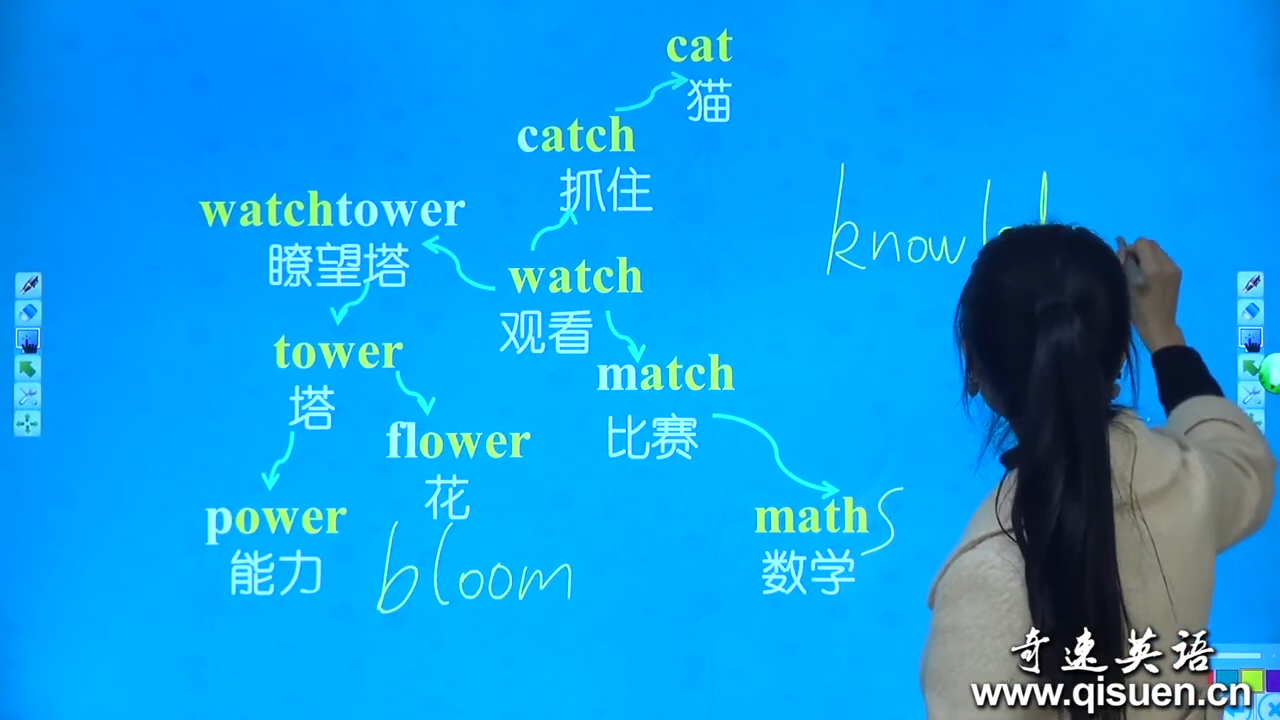 cat
猫
catch
抓住
watchtower
瞭望塔
watch
观看
tower
塔
match
比赛
flower
花
power
能力
maths
数学
bloom
奇速英语
www.qisuen.cn